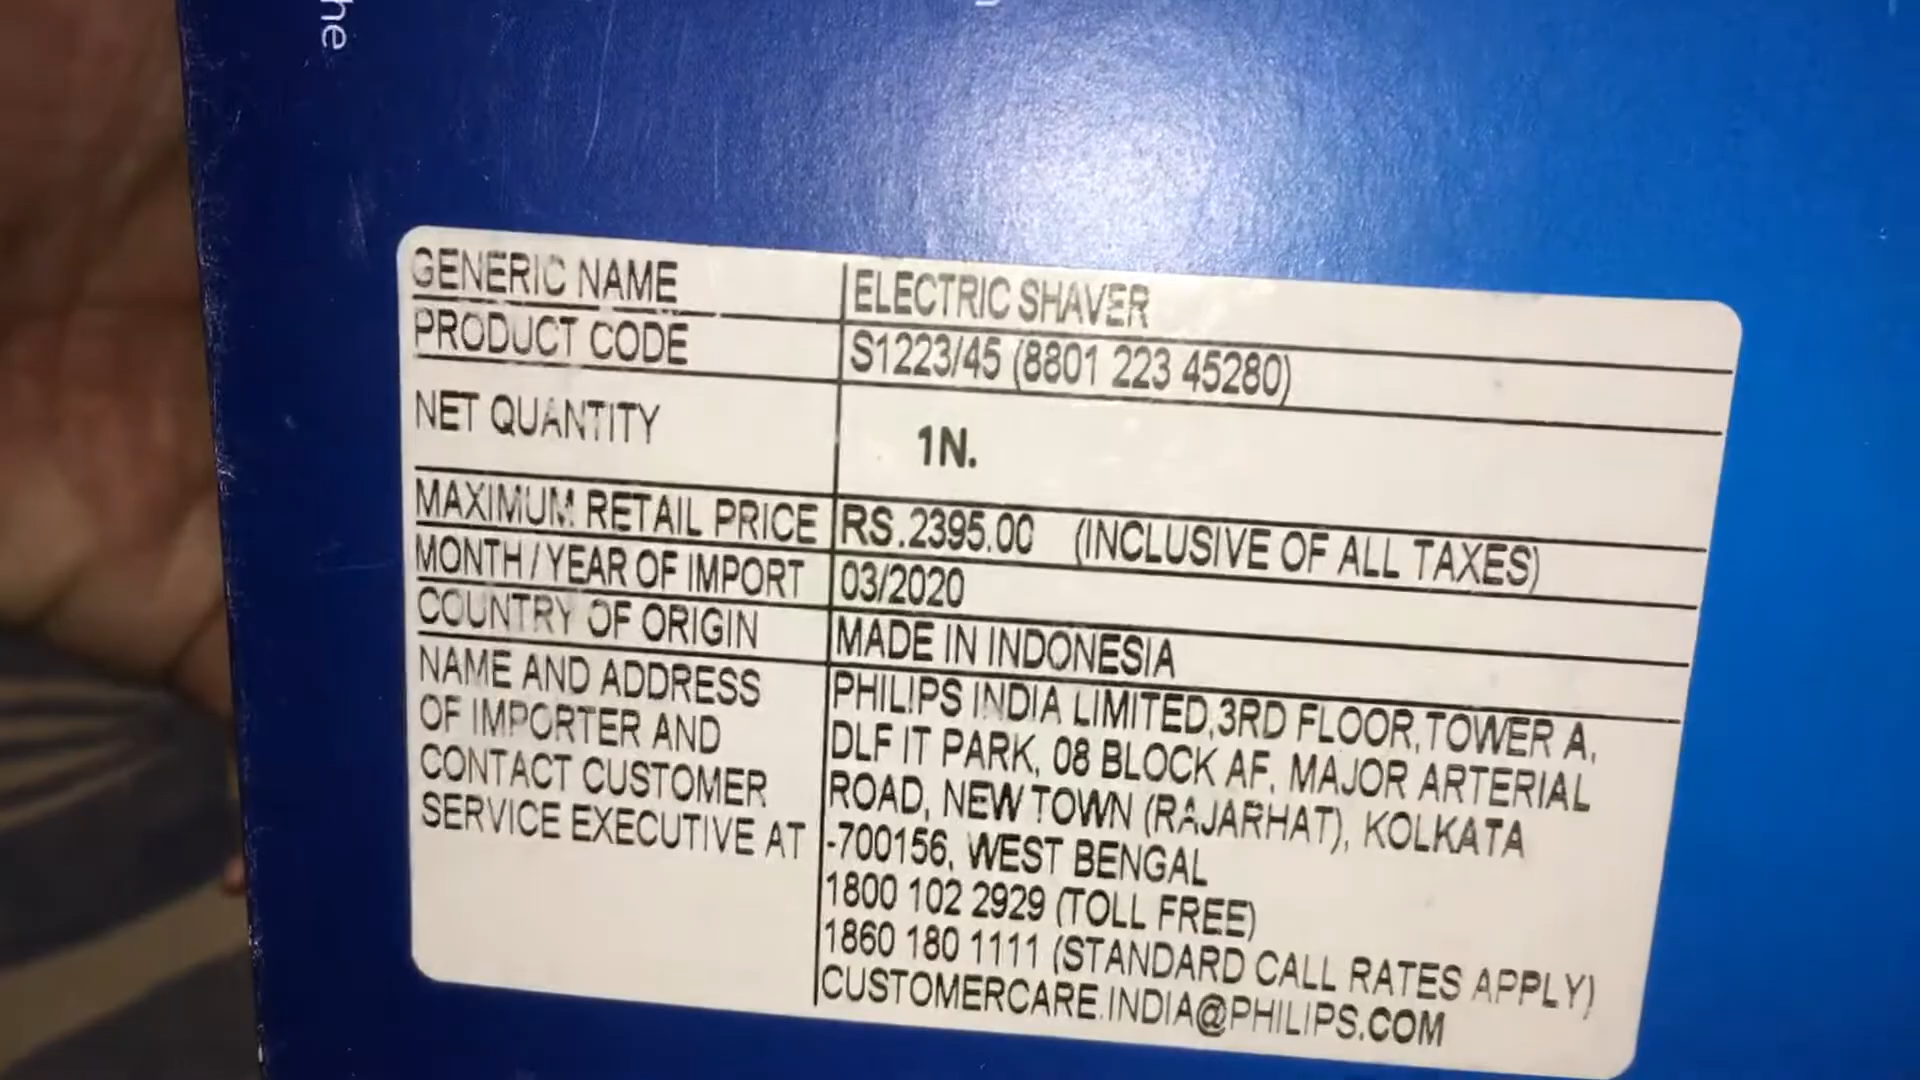 he
GENERIC NAME ELECTRIC SHAVER
PRODUCT CODE S1223/45 (8801 223 45280)
NET QUANTITY 1N.
MAXIMUM RETAIL PRICE RS.2395.00 (INCLUSIVE OF ALL TAXES)
MONTH/YEAR OF IMPORT 03/2020
COUNTRY OF ORIGIN MADE IN INDONESIA
NAME AND ADDRESS
OF IMPORTER AND
CONTACT CUSTOMER
SERVICE EXECUTIVE AT
PHILIPS INDIA LIMITED,3RD FLOOR,TOWER A,
DLF IT PARK, 08 BLOCK AF, MAJOR ARTERIAL
ROAD, NEW TOWN (RAJARHAT), KOLKATA
-700156, WEST BENGAL
1800 102 2929 (TOLL FREE)
1860 180 1111 (STANDARD CALL RATES APPLY)
CUSTOMERCARE.INDIA@PHILIPS.COM